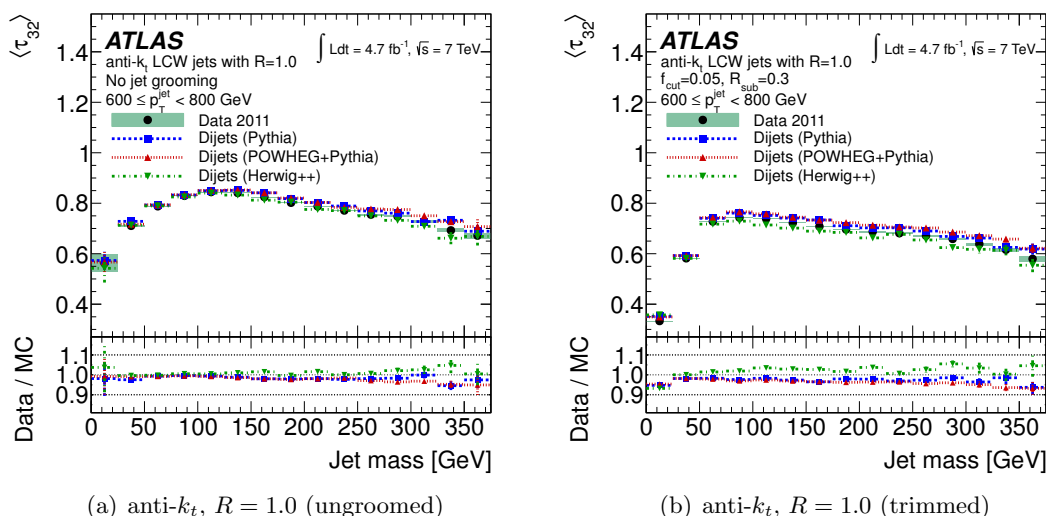 ⟨τ32⟩
1.4
1.2
1
0.8
0.6
0.4
ATLAS
∫ Ldt = 4.7 fb-1, √s = 7 TeV
anti-kt LCW jets with R=1.0
No jet grooming
600 ≤ pTjet < 800 GeV
Data 2011
Dijets (Pythia)
Dijets (POWHEG+Pythia)
Dijets (Herwig++)
Data / MC
1.1
1.0
0.9
0 50 100 150 200 250 300 350
Jet mass [GeV]
(a) anti-kt, R = 1.0 (ungroomed)
⟨τ32⟩
1.4
1.2
1
0.8
0.6
0.4
ATLAS
∫ Ldt = 4.7 fb-1, √s = 7 TeV
anti-kt LCW jets with R=1.0
fcut=0.05, Rsub=0.3
600 ≤ pTjet < 800 GeV
Data 2011
Dijets (Pythia)
Dijets (POWHEG+Pythia)
Dijets (Herwig++)
Data / MC
1.1
1.0
0.9
0 50 100 150 200 250 300 350
Jet mass [GeV]
(b) anti-kt, R = 1.0 (trimmed)